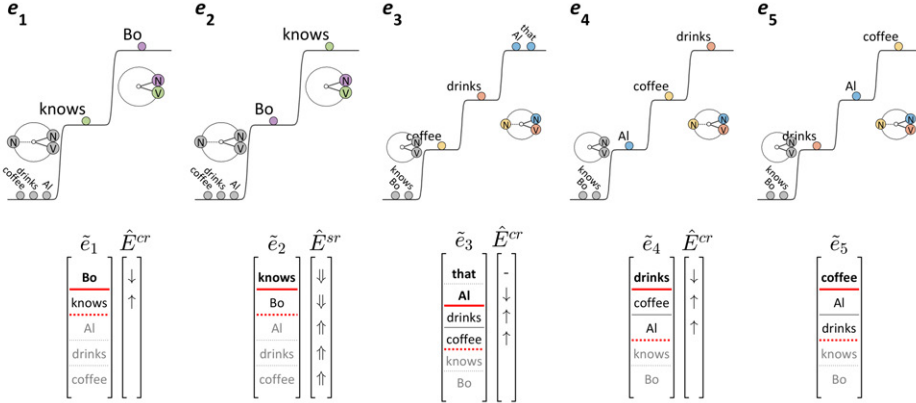 e1 e2 e3 e4 e5
Bo
knows
N
V
N
N
V
coffee drinks Al
knows
Bo
N
V
N
N
V
coffee drinks Al
Al that
drinks
coffee
N
N
V
N
V
Bo knows
drinks
coffee
Al
N
N
V
N
V
Bo knows
coffee
Al
drinks
N
N
V
N
V
Bo knows
ẽ1 Ê^cr
Bo ↓
knows ↑
Al
drinks
coffee
ẽ2 Ê^sr
knows ⇓
Bo ⇓
Al ⇑
drinks ⇑
coffee ⇑
ẽ3 Ê^cr
that -
Al ↓
drinks ↑
coffee ↑
knows
Bo
ẽ4 Ê^cr
drinks ↓
coffee ↑
Al ↑
knows
Bo
ẽ5
coffee
Al
drinks
knows
Bo